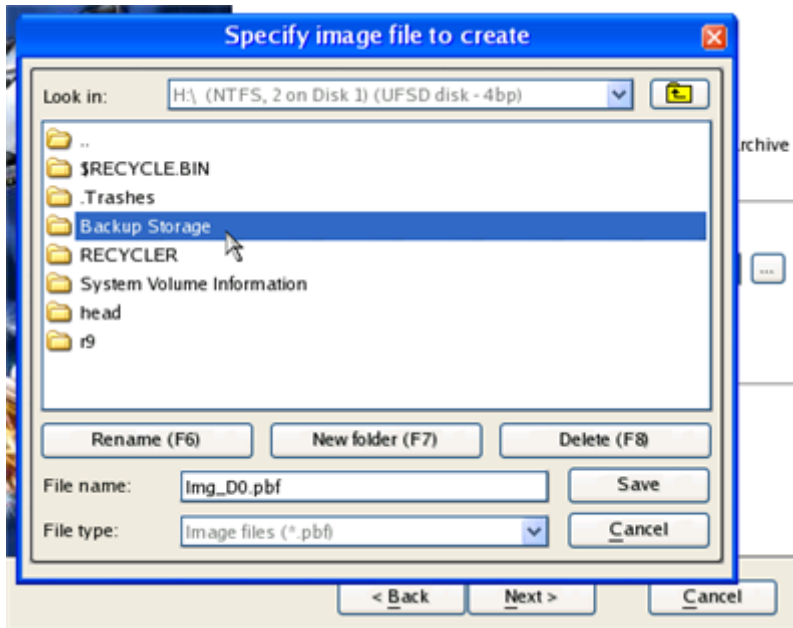 Specify image file to create
Look in: H:\ (NTFS, 2 on Disk 1) (UFSD disk - 4bp)
..
$RECYCLE.BIN
.Trashes
Backup Storage
RECYCLER
System Volume Information
head
r9
Rename (F6) New folder (F7) Delete (F8)
File name: Img_D0.pbf Save
File type: Image files (*.pbf) Cancel
rchive
...
< Back Next > Cancel